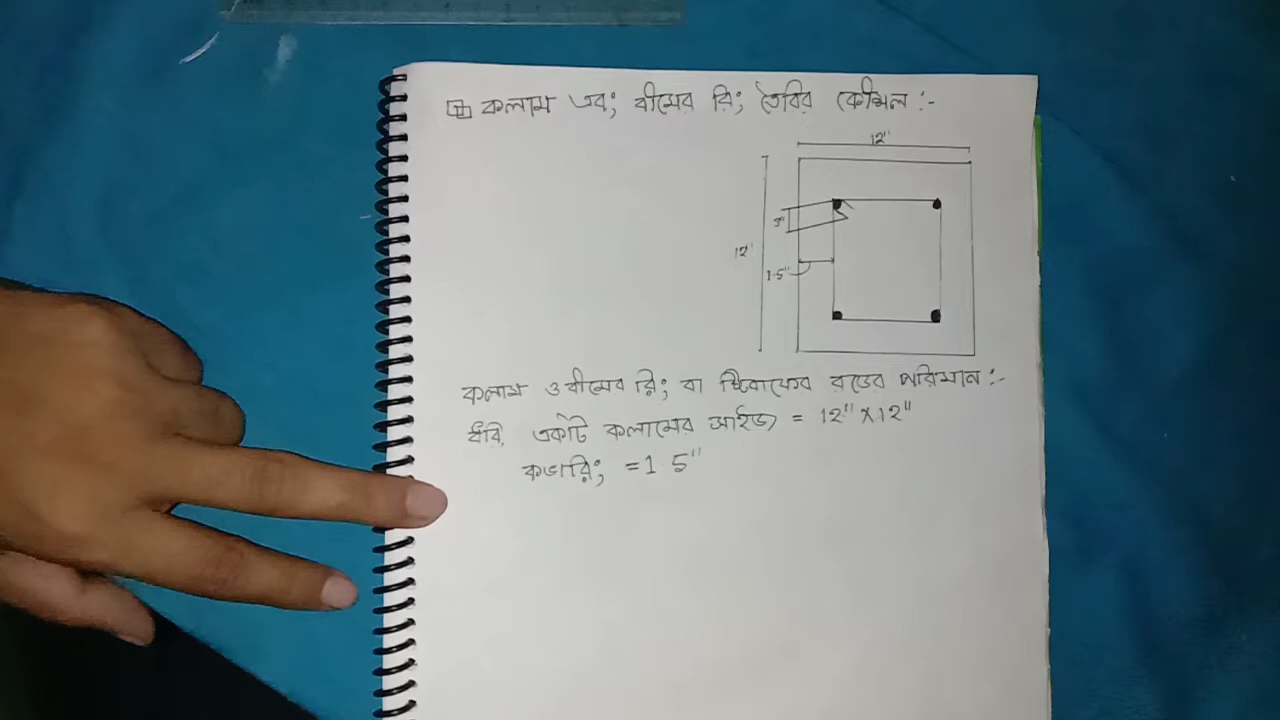 কলাম এবং বীমের রিং তৈরির কৌশল :-
12"
3"
12"
1.5"
কলাম ও বীমের রিং বা স্টিরাফের রডের পরিমান :-
ধরি, একটি কলামের সাইজ = 12" X 12"
কভারিং = 1 5"